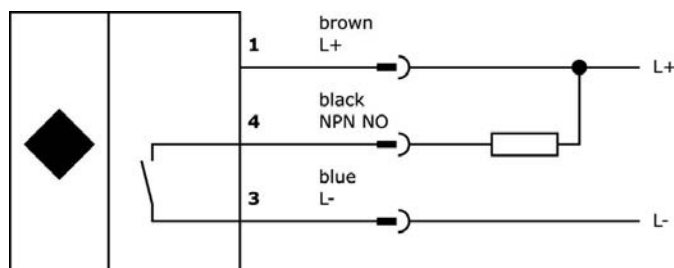 brown
1 L+
L+
black
4 NPN NO
blue
3 L-
L-